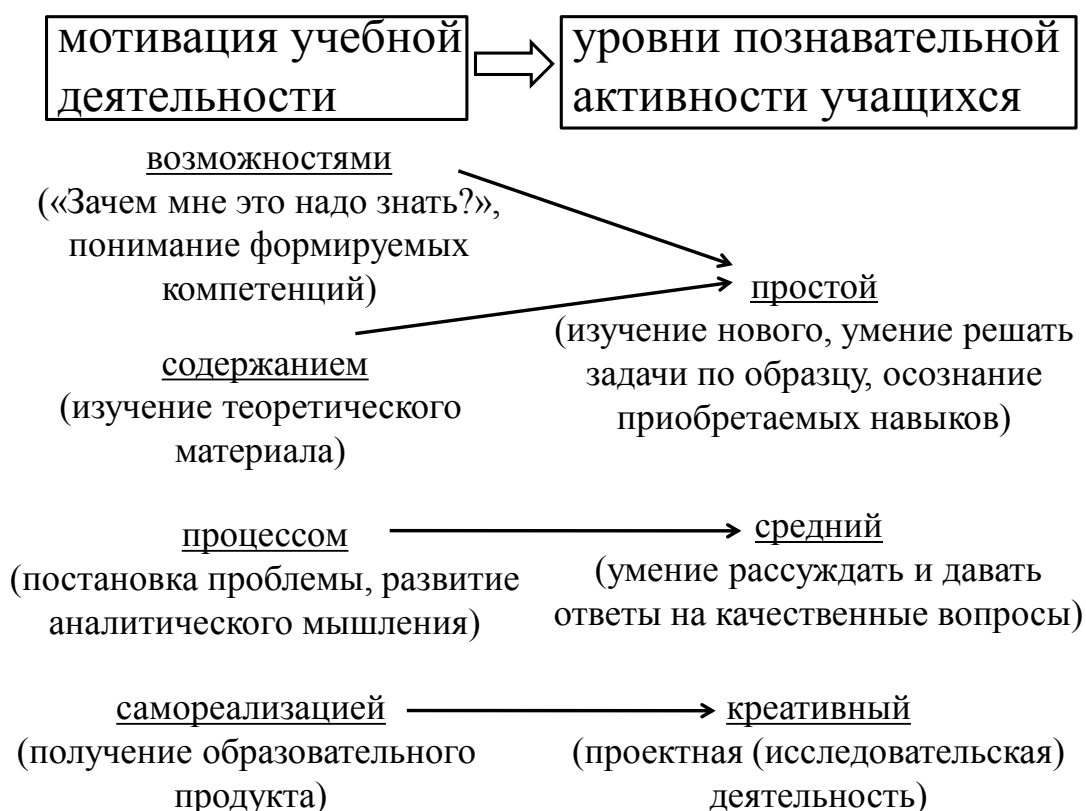 мотивация учебной
деятельности
уровни познавательной
активности учащихся
возможностями
(«Зачем мне это надо знать?»,
понимание формируемых
компетенций)
содержанием
(изучение теоретического
материала)
простой
(изучение нового, умение решать
задачи по образцу, осознание
приобретаемых навыков)
процессом
(постановка проблемы, развитие
аналитического мышления)
средний
(умение рассуждать и давать
ответы на качественные вопросы)
самореализацией
(получение образовательного
продукта)
креативный
(проектная (исследовательская)
деятельность)